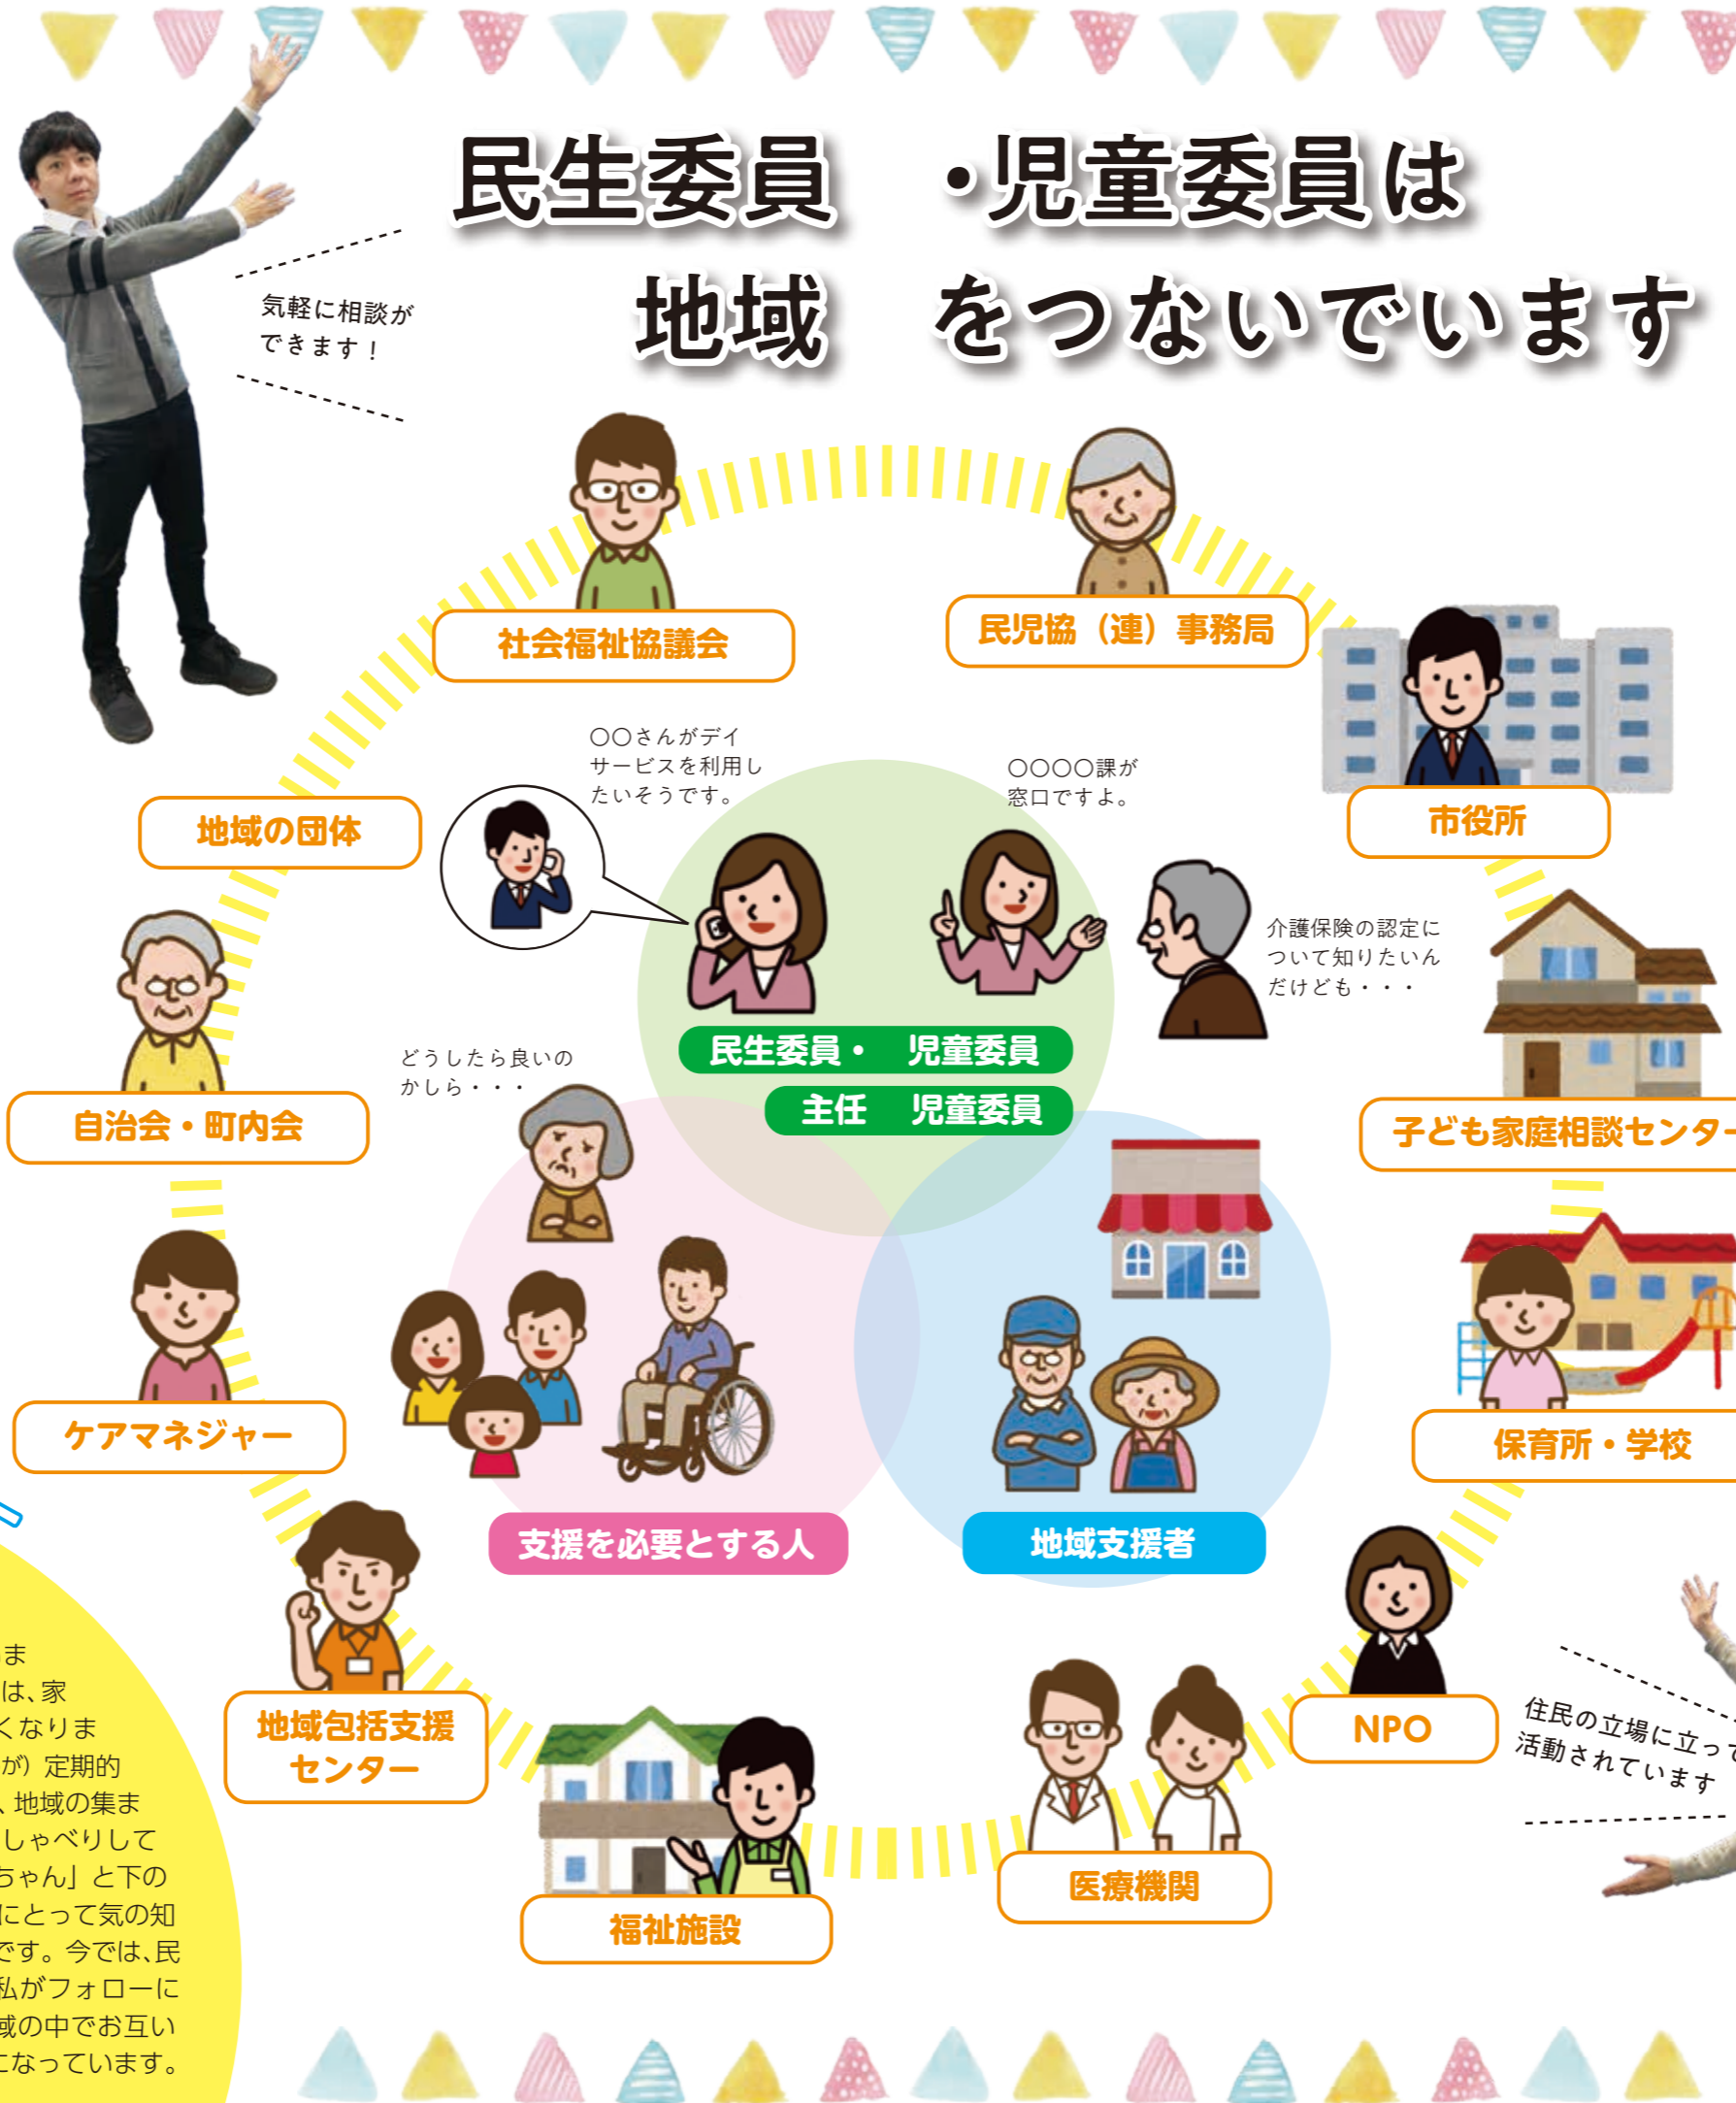 民生委員・児童委員は
地域をつないでいます
気軽に相談が
できます！
社会福祉協議会
民児協（連）事務局
市役所
〇〇さんがデイ
サービスを利用し
たいそうです。
〇〇〇〇課が
窓口ですよ。
地域の団体
介護保険の認定に
ついて知りたいん
だけども・・・
民生委員・児童委員
主任児童委員
どうしたら良いの
かしら・・・
自治会・町内会
子ども家庭相談センター
ケアマネジャー
保育所・学校
支援を必要とする人
地域支援者
地域包括支援
センター
NPO
住民の立場に立って
活動されています
医療機関
福祉施設
ま
は、家
くなりま
が）定期的
、地域の集ま
しゃべりして
ちゃん」と下の
にとって気の知
です。今では、民
私がフォローに
域の中でお互い
になっています。